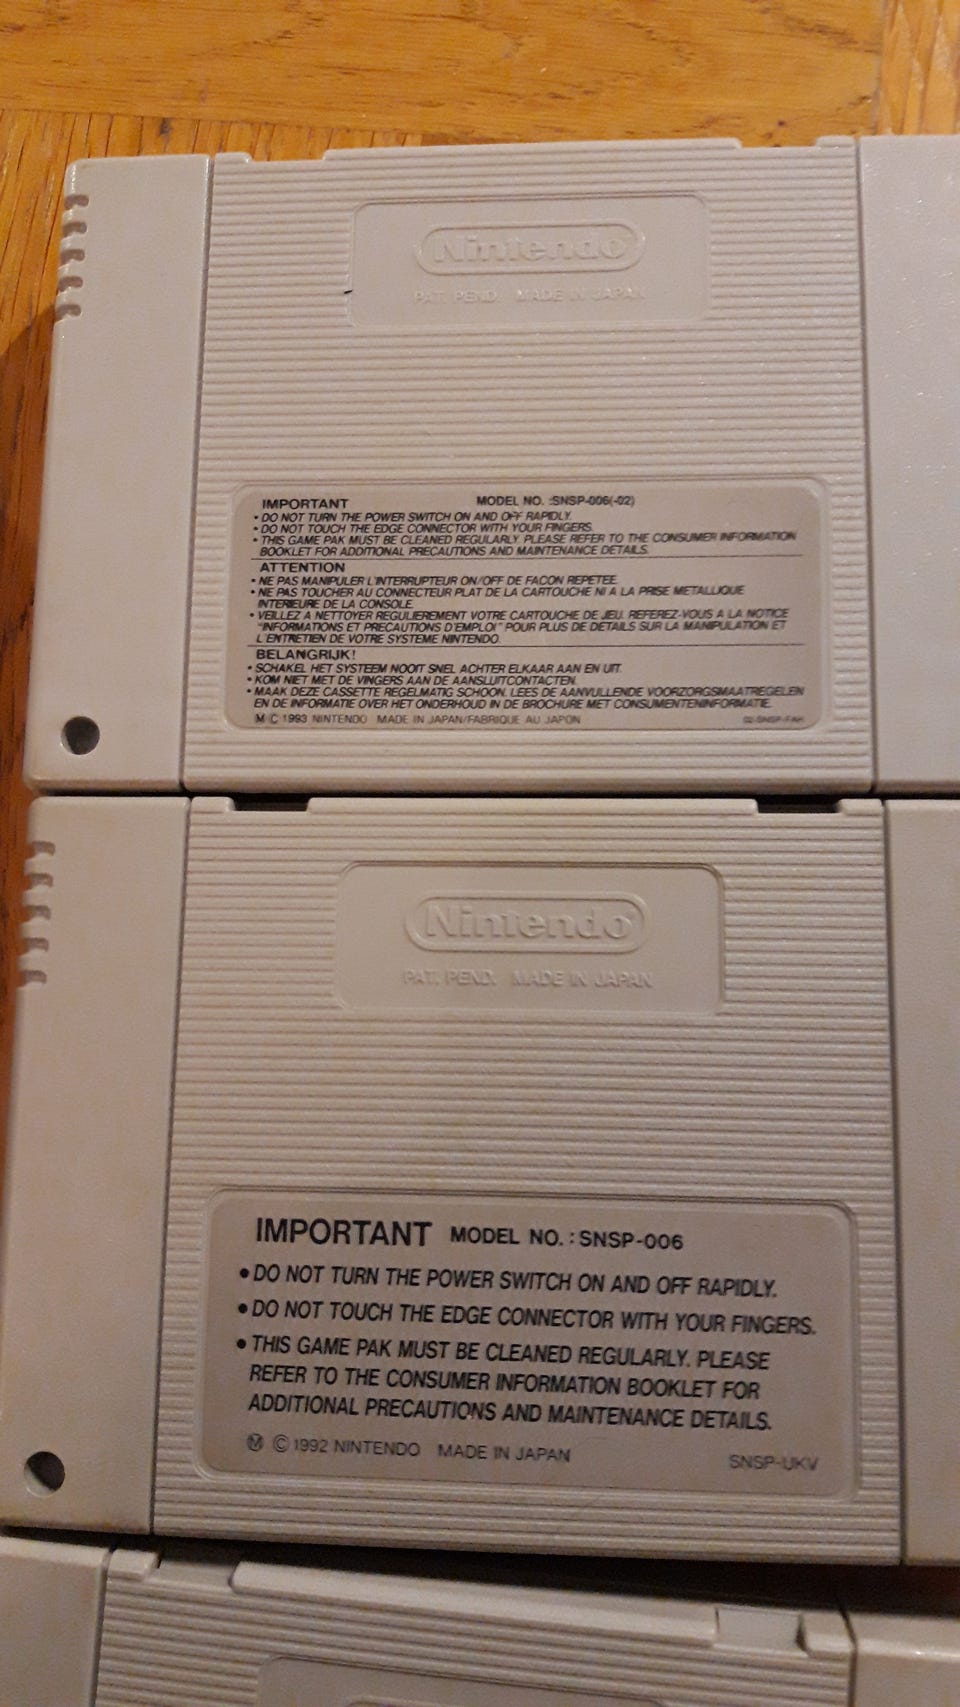 Nintendo
PAT. PEND. MADE IN JAPAN
IMPORTANT MODEL NO. :SNSP-006(-02)
• DO NOT TURN THE POWER SWITCH ON AND OFF RAPIDLY.
• DO NOT TOUCH THE EDGE CONNECTOR WITH YOUR FINGERS.
• THIS GAME PAK MUST BE CLEANED REGULARLY. PLEASE REFER TO THE CONSUMER INFORMATION
BOOKLET FOR ADDITIONAL PRECAUTIONS AND MAINTENANCE DETAILS.
ATTENTION
• NE PAS MANIPULER L'INTERRUPTEUR ON/OFF DE FACON REPETEE.
• NE PAS TOUCHER AU CONNECTEUR PLAT DE LA CARTOUCHE NI A LA PRISE METALLIQUE
INTERIEURE DE LA CONSOLE.
• VEILLEZ A NETTOYER REGULIEREMENT VOTRE CARTOUCHE DE JEU. REFEREZ-VOUS A LA NOTICE
"INFORMATIONS ET PRECAUTIONS D'EMPLOI" POUR PLUS DE DETAILS SUR LA MANIPULATION ET
L'ENTRETIEN DE VOTRE SYSTEME NINTENDO.
BELANGRIJK!
• SCHAKEL HET SYSTEEM NOOIT SNEL ACHTER ELKAAR AAN EN UIT.
• KOM NIET MET DE VINGERS AAN DE AANSLUITCONTACTEN.
• MAAK DEZE CASSETTE REGELMATIG SCHOON. LEES DE AANVULLENDE VOORZORGSMAATREGELEN
EN DE INFORMATIE OVER HET ONDERHOUD IN DE BROCHURE MET CONSUMENTENINFORMATIE.
Ⓜ © 1993 NINTENDO MADE IN JAPAN/FABRIQUE AU JAPON 02-SNSP-FAH
Nintendo
PAT. PEND. MADE IN JAPAN
IMPORTANT MODEL NO. : SNSP-006
• DO NOT TURN THE POWER SWITCH ON AND OFF RAPIDLY.
• DO NOT TOUCH THE EDGE CONNECTOR WITH YOUR FINGERS.
• THIS GAME PAK MUST BE CLEANED REGULARLY. PLEASE
REFER TO THE CONSUMER INFORMATION BOOKLET FOR
ADDITIONAL PRECAUTIONS AND MAINTENANCE DETAILS.
Ⓜ © 1992 NINTENDO MADE IN JAPAN SNSP-UKV